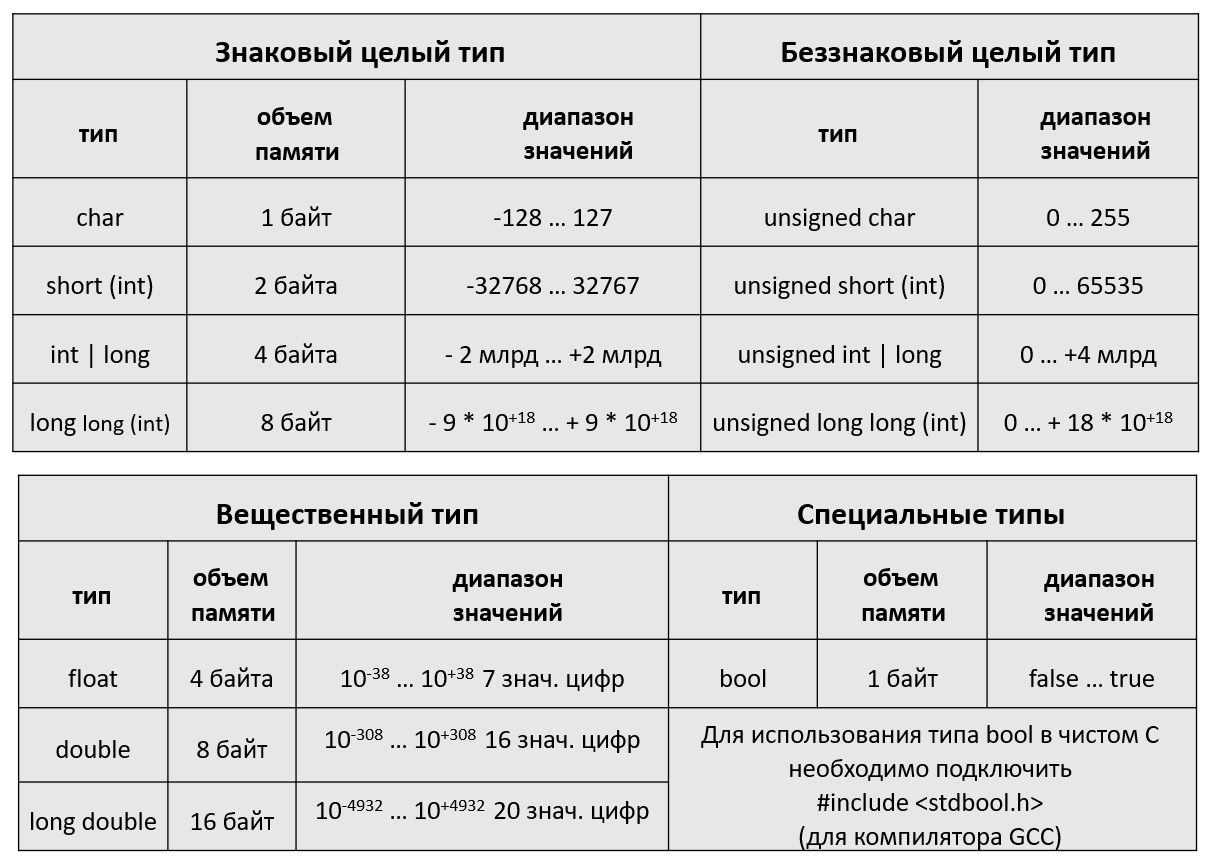 Знаковый целый тип
Беззнаковый целый тип
тип
объем
памяти
диапазон
значений
тип
диапазон
значений
char
1 байт
-128 ... 127
unsigned char
0 ... 255
short (int)
2 байта
-32768 ... 32767
unsigned short (int)
0 ... 65535
int | long
4 байта
- 2 млрд ... +2 млрд
unsigned int | long
0 ... +4 млрд
long long (int)
8 байт
- 9 * 10⁺¹⁸ ... + 9 * 10⁺¹⁸
unsigned long long (int)
0 ... + 18 * 10⁺¹⁸
Вещественный тип
Специальные типы
тип
объем
памяти
диапазон
значений
тип
объем
памяти
диапазон
значений
float
4 байта
10⁻³⁸ ... 10⁺³⁸ 7 знач. цифр
bool
1 байт
false ... true
double
8 байт
10⁻³⁰⁸ ... 10⁺³⁰⁸ 16 знач. цифр
long double
16 байт
10⁻⁴⁹³² ... 10⁺⁴⁹³² 20 знач. цифр
Для использования типа bool в чистом С
необходимо подключить
#include <stdbool.h>
(для компилятора GCC)